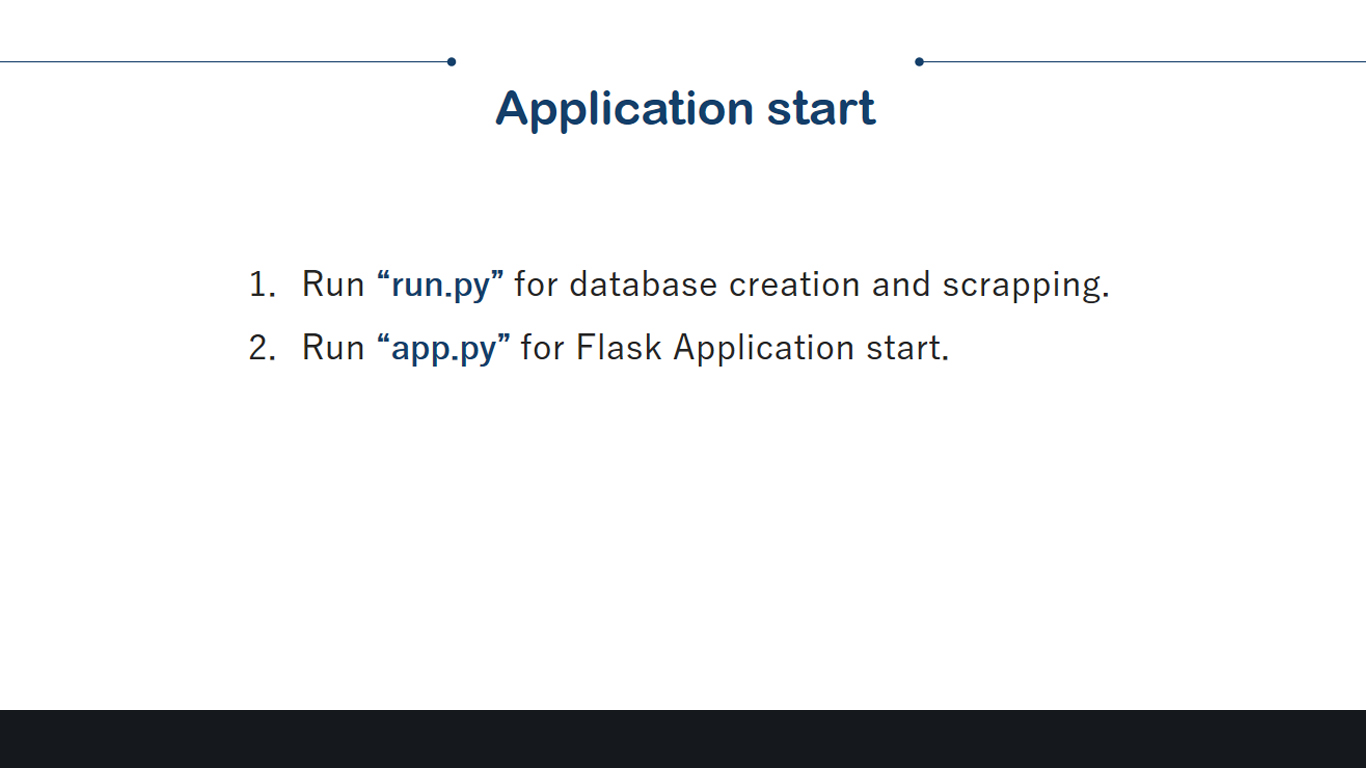 Application start
1. Run “run.py” for database creation and scrapping.
2. Run “app.py” for Flask Application start.